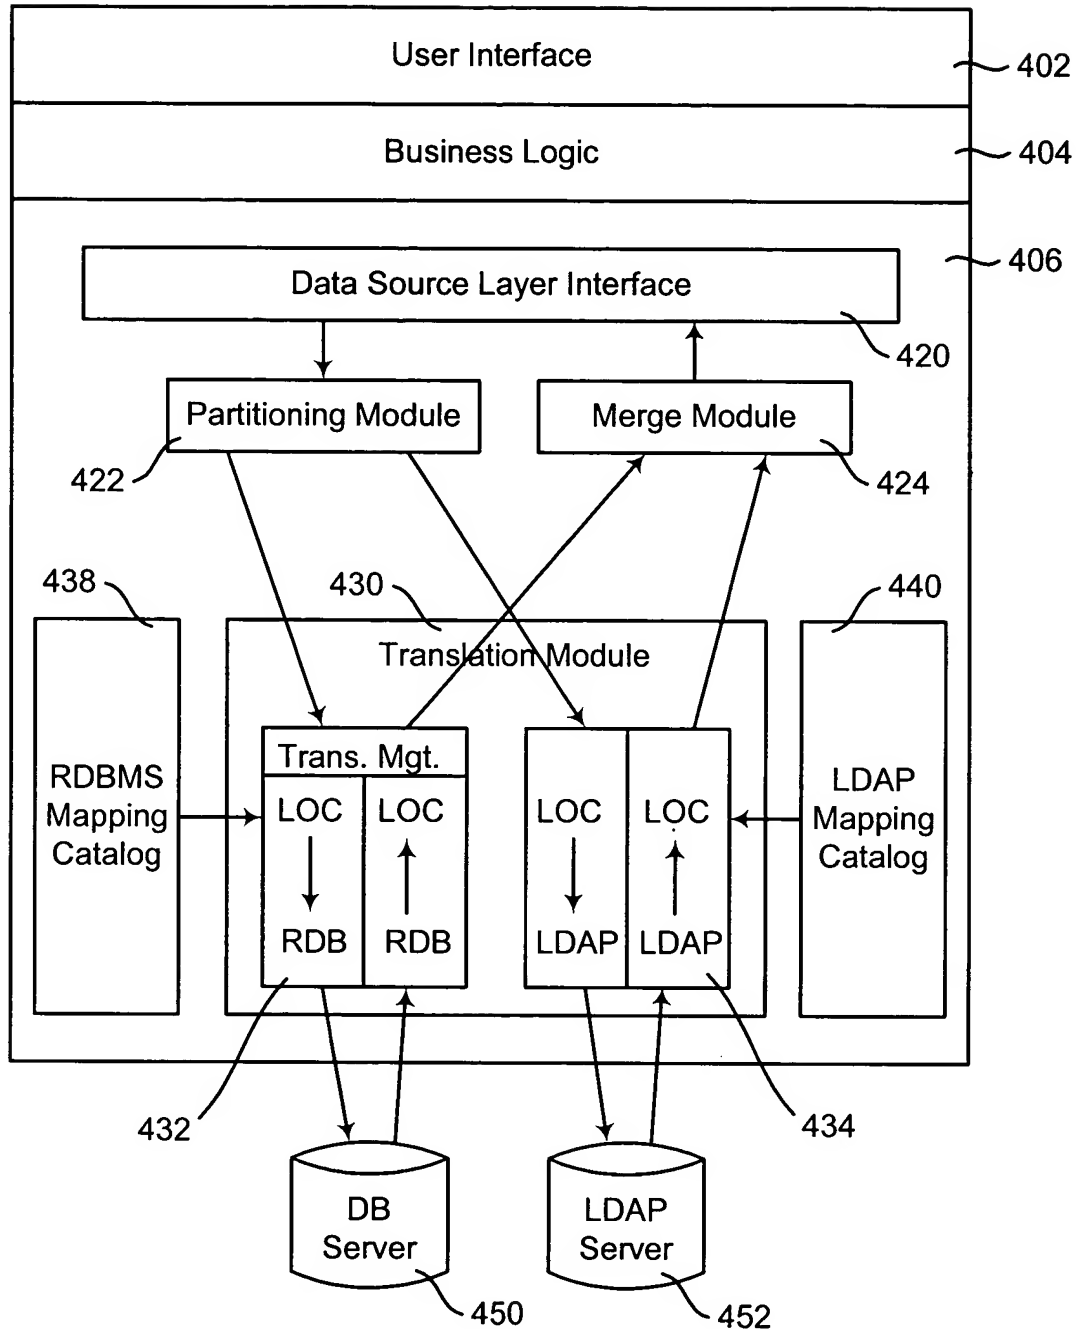 User Interface
402
Business Logic
404
406
Data Source Layer Interface
420
Partitioning Module
Merge Module
422
424
438
430
440
Translation Module
RDBMS
Mapping
Catalog
Trans. Mgt.
LOC
LOC
RDB
RDB
LOC
LOC
LDAP
LDAP
LDAP
Mapping
Catalog
432
434
DB
Server
LDAP
Server
450
452